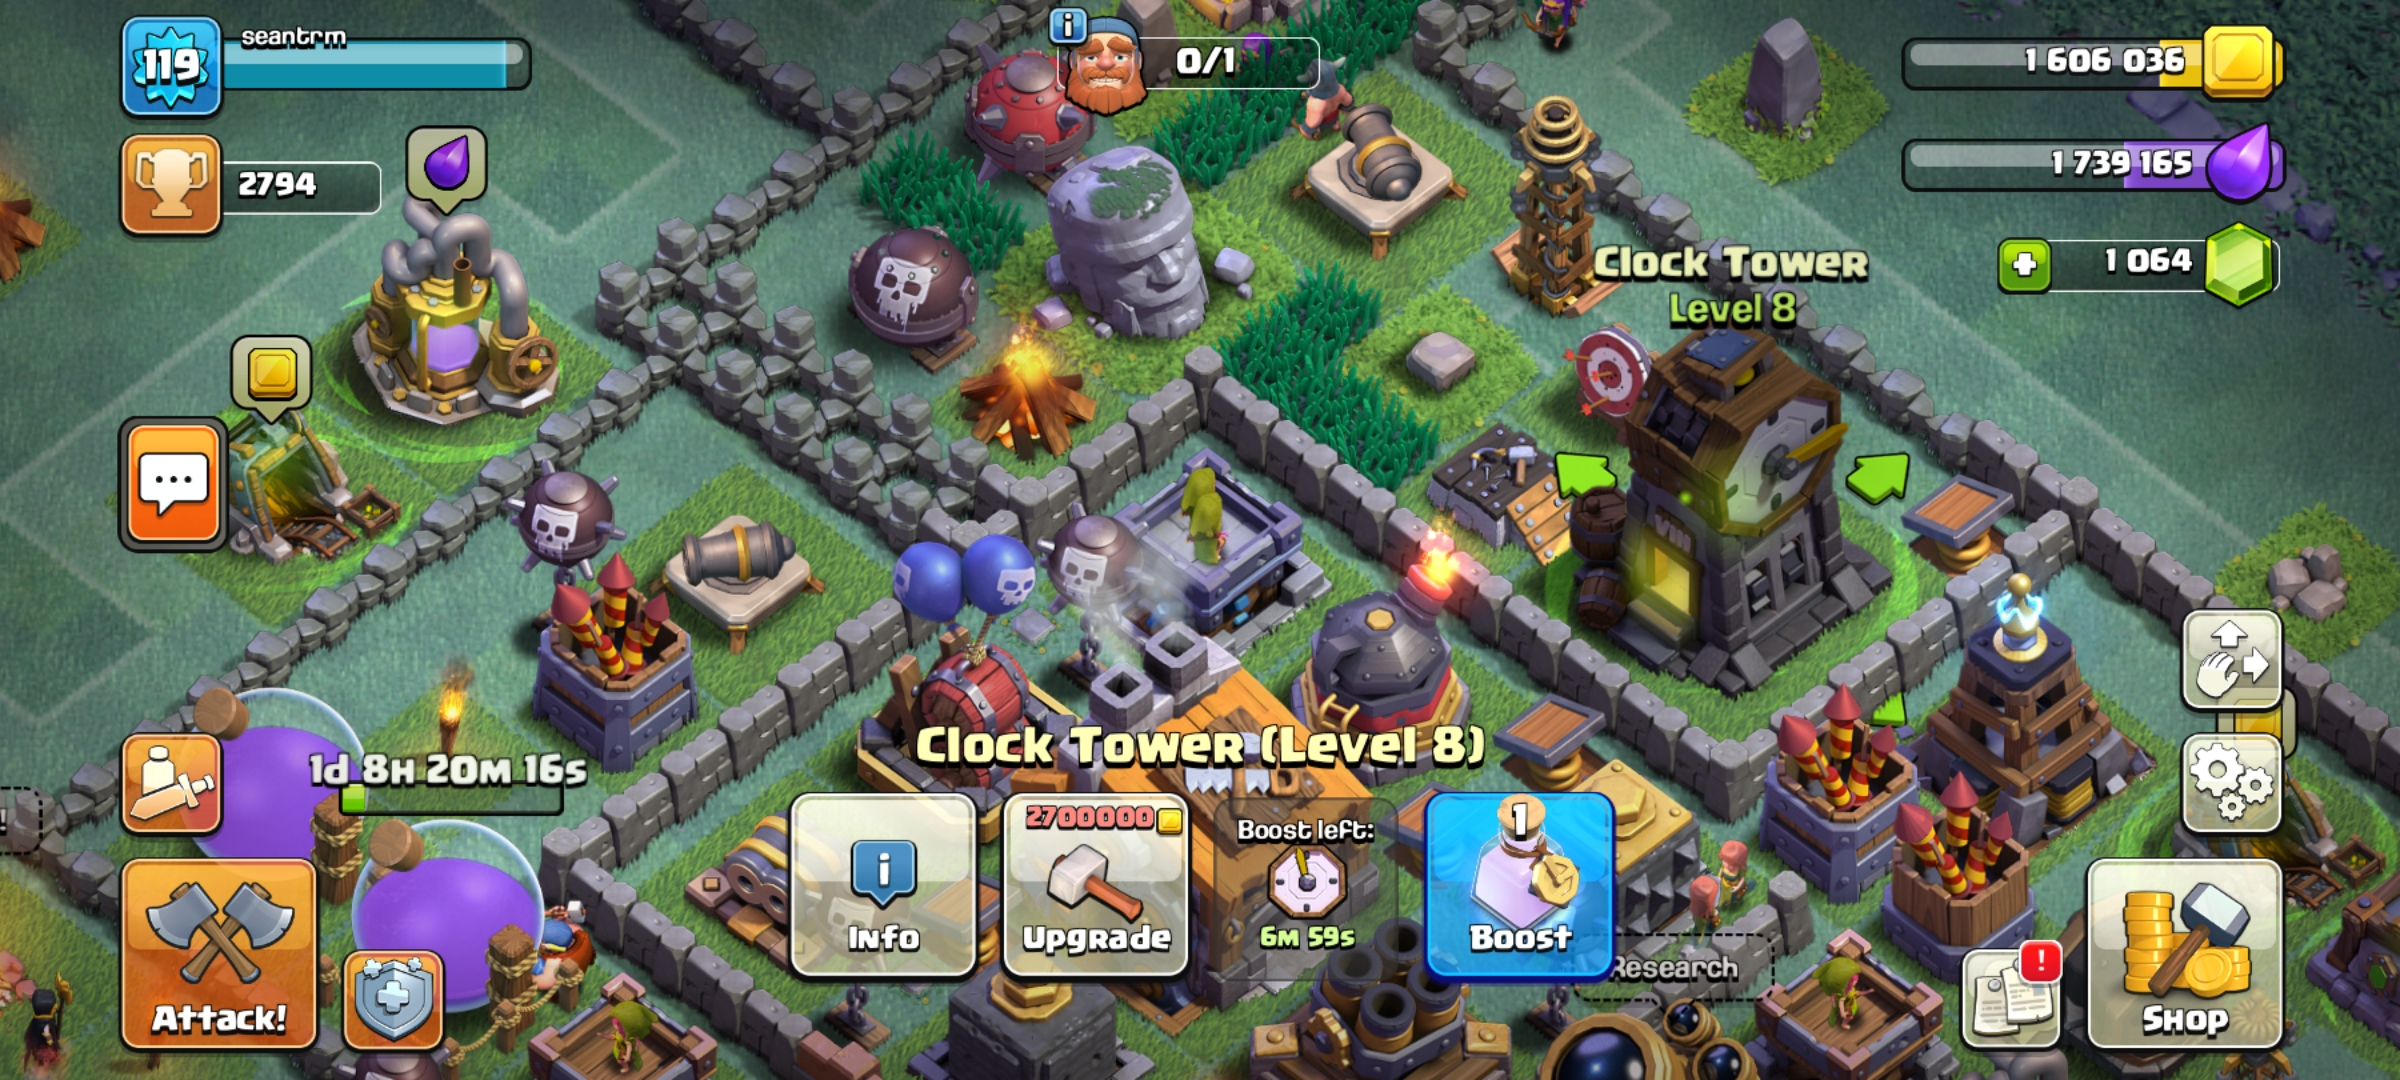 119
seantrm
0/1
1 606 036
2794
1 739 165
1 064
Clock Tower
Level 8
VIII
1d 8H 20M 16s
Clock Tower (Level 8)
Info
2700000
Upgrade
Boost left:
6M 59s
1
Boost
Research
Attack!
!
Shop